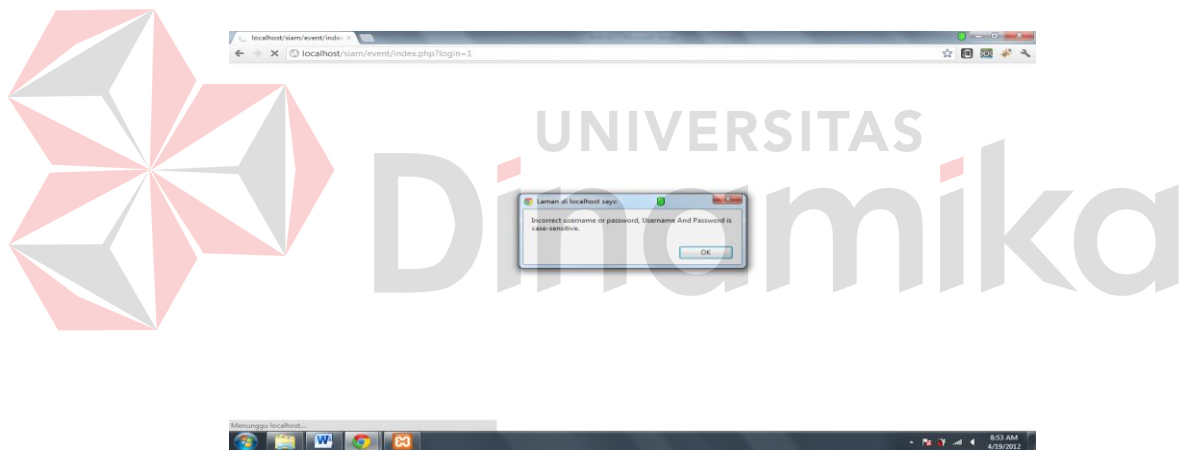 localhost/siam/event/inde
localhost/siam/event/index.php?login=1
UNIVERSITAS
Dinamika
Laman di localhost says:
Incorrect username or password, Username And Password is
case-sensitive.
OK
Menunggu localhost...
8:53 AM
4/19/2012